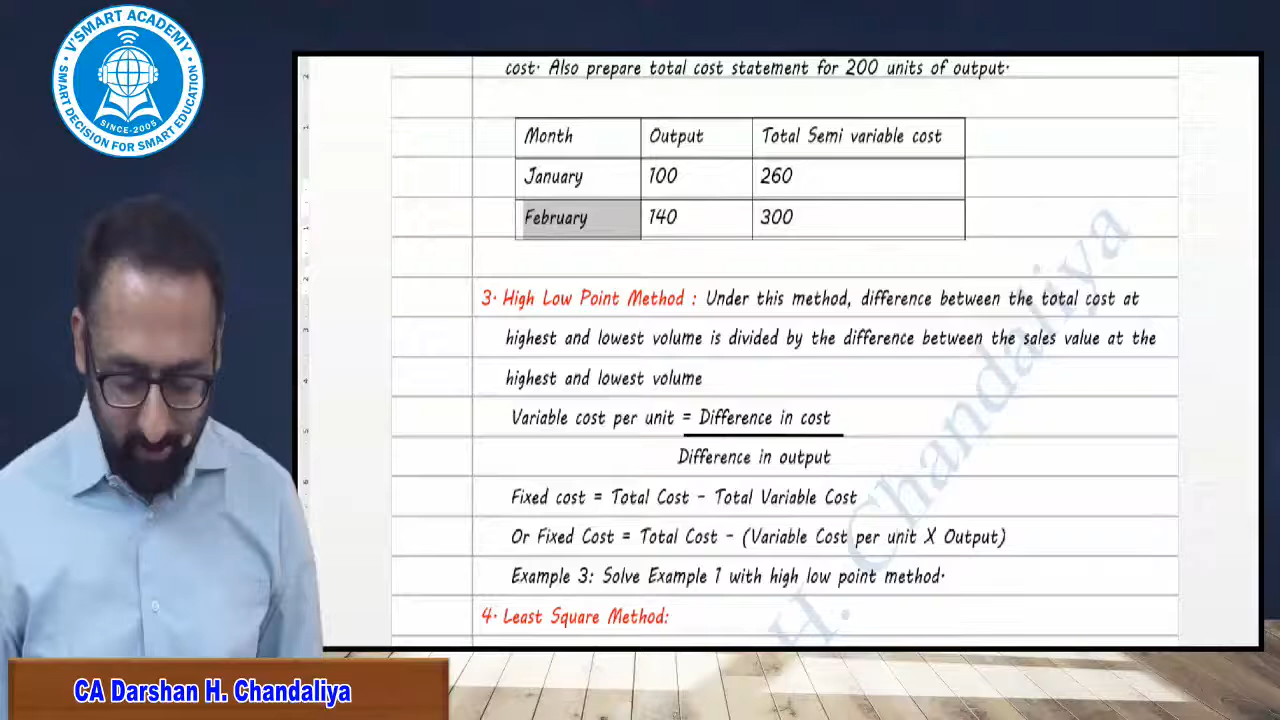 V'SMART ACADEMY
SMART DECISION FOR SMART EDUCATION
SINCE-2005
cost. Also prepare total cost statement for 200 units of output.
Month Output Total Semi variable cost
January 100 260
February 140 300
3. High Low Point Method : Under this method, difference between the total cost at
highest and lowest volume is divided by the difference between the sales value at the
highest and lowest volume
Variable cost per unit = Difference in cost
Difference in output
Fixed cost = Total Cost - Total Variable Cost
Or Fixed Cost = Total Cost - (Variable Cost per unit X Output)
Example 3: Solve Example 1 with high low point method.
4. Least Square Method:
H. Chandaliya
CA Darshan H. Chandaliya